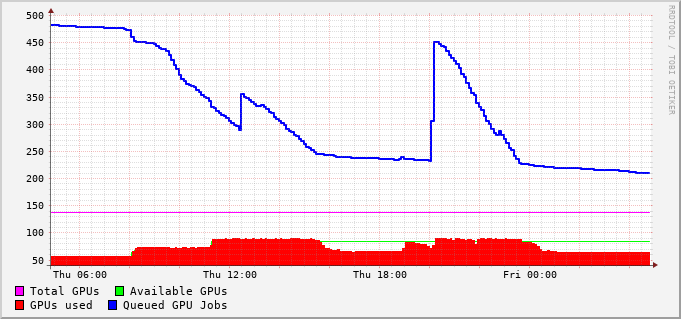 500
450
400
350
300
250
200
150
100
50
Thu 06:00 Thu 12:00 Thu 18:00 Fri 00:00
Total GPUs Available GPUs
GPUs used Queued GPU Jobs
RRDTOOL / TOBI OETIKER